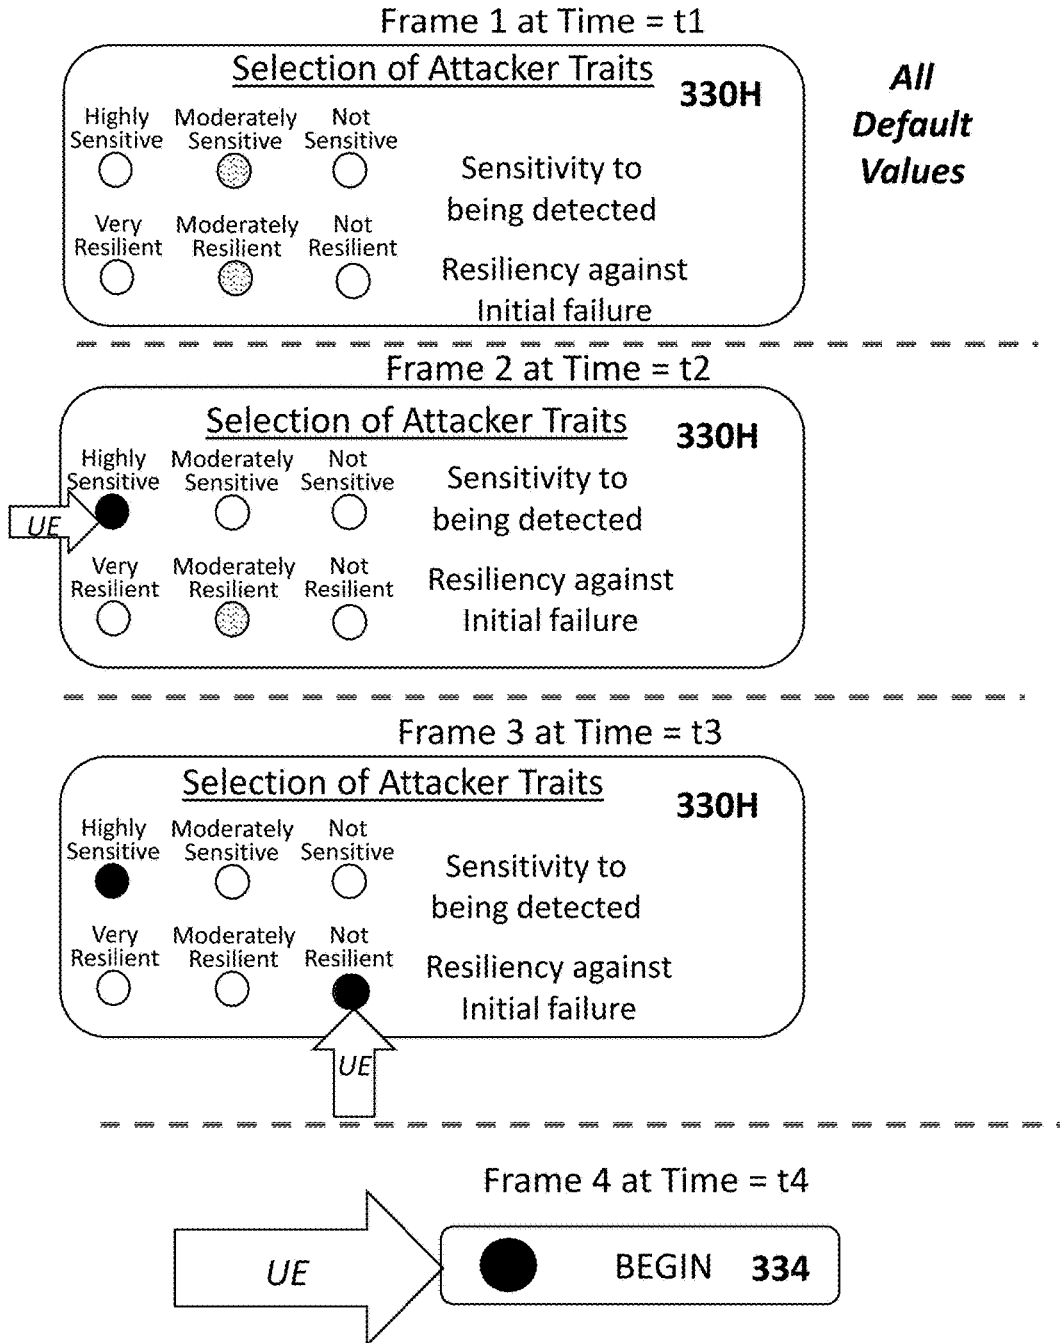 Frame 1 at Time = t1
Selection of Attacker Traits
330H
All
Default
Values
Highly
Sensitive
Moderately
Sensitive
Not
Sensitive
Sensitivity to
being detected
Very
Resilient
Moderately
Resilient
Not
Resilient
Resiliency against
Initial failure
Frame 2 at Time = t2
Selection of Attacker Traits
330H
Highly
Sensitive
Moderately
Sensitive
Not
Sensitive
Sensitivity to
being detected
UE
Very
Resilient
Moderately
Resilient
Not
Resilient
Resiliency against
Initial failure
Frame 3 at Time = t3
Selection of Attacker Traits
330H
Highly
Sensitive
Moderately
Sensitive
Not
Sensitive
Sensitivity to
being detected
Very
Resilient
Moderately
Resilient
Not
Resilient
Resiliency against
Initial failure
UE
Frame 4 at Time = t4
UE
BEGIN 334